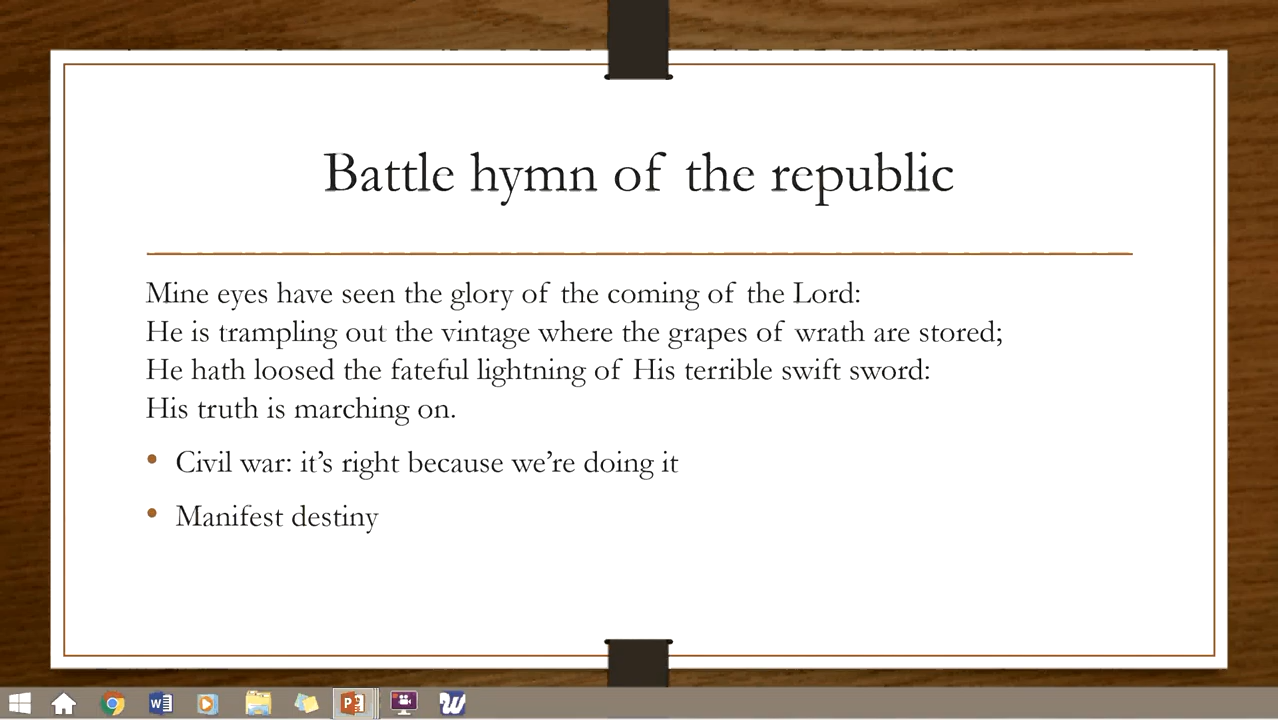 Battle hymn of the republic
Mine eyes have seen the glory of the coming of the Lord:
He is trampling out the vintage where the grapes of wrath are stored;
He hath loosed the fateful lightning of His terrible swift sword:
His truth is marching on.
• Civil war: it’s right because we’re doing it
• Manifest destiny